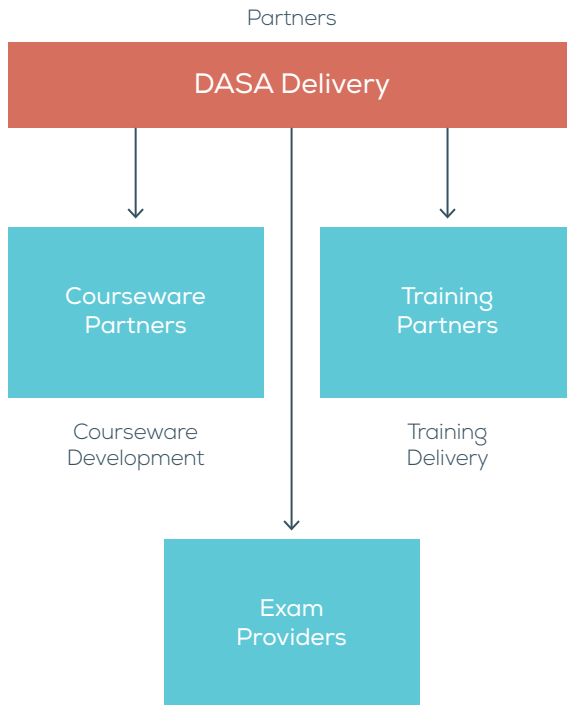 Partners
DASA Delivery
Courseware
Partners
Training
Partners
Courseware
Development
Training
Delivery
Exam
Providers